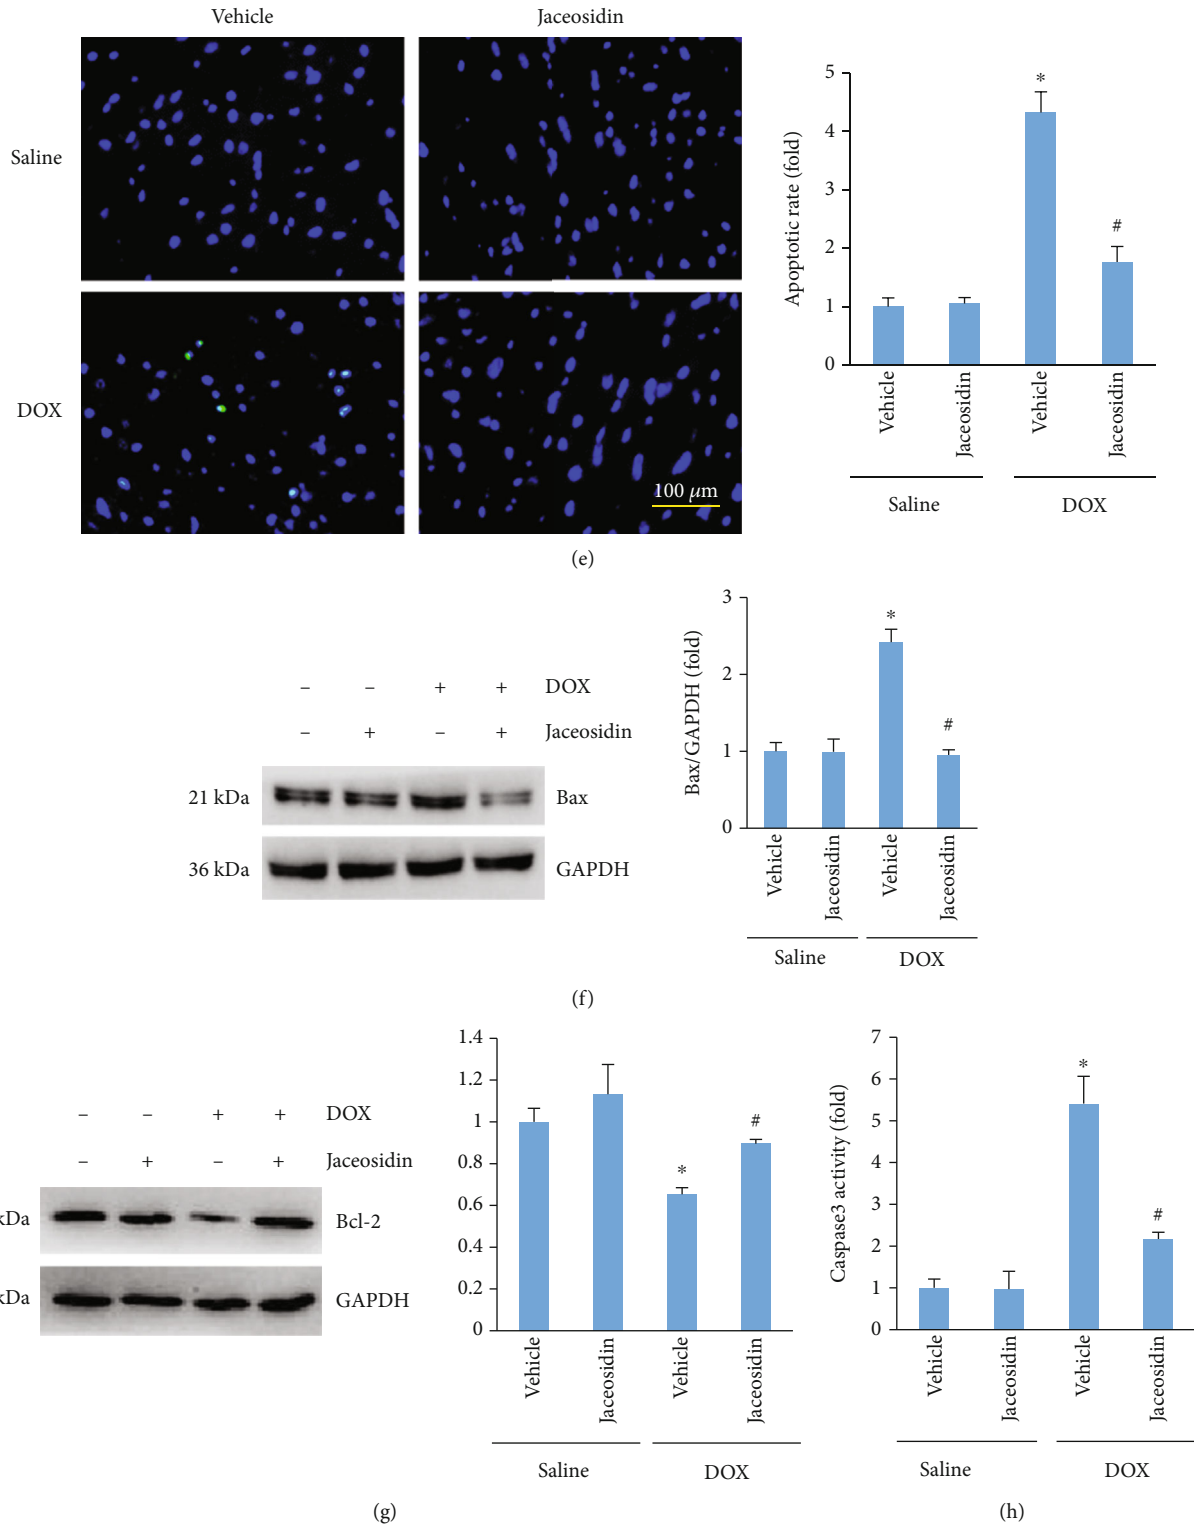 Vehicle Jaceosidin
Saline
DOX
100 µm
Apoptotic rate (fold)
5
4
3
2
1
0
*
#
Vehicle
Jaceosidin
Vehicle
Jaceosidin
Saline DOX
(e)
– – + + DOX
– + – + Jaceosidin
21 kDa Bax
36 kDa GAPDH
Bax/GAPDH (fold)
3
2
1
0
*
#
Vehicle
Jaceosidin
Vehicle
Jaceosidin
Saline DOX
(f)
– – + + DOX
– + – + Jaceosidin
kDa Bcl-2
kDa GAPDH
1.4
1.2
1
0.8
0.6
0.4
0.2
0
*
#
Vehicle
Jaceosidin
Vehicle
Jaceosidin
Saline DOX
(g)
Caspase3 activity (fold)
7
6
5
4
3
2
1
0
*
#
Vehicle
Jaceosidin
Vehicle
Jaceosidin
Saline DOX
(h)